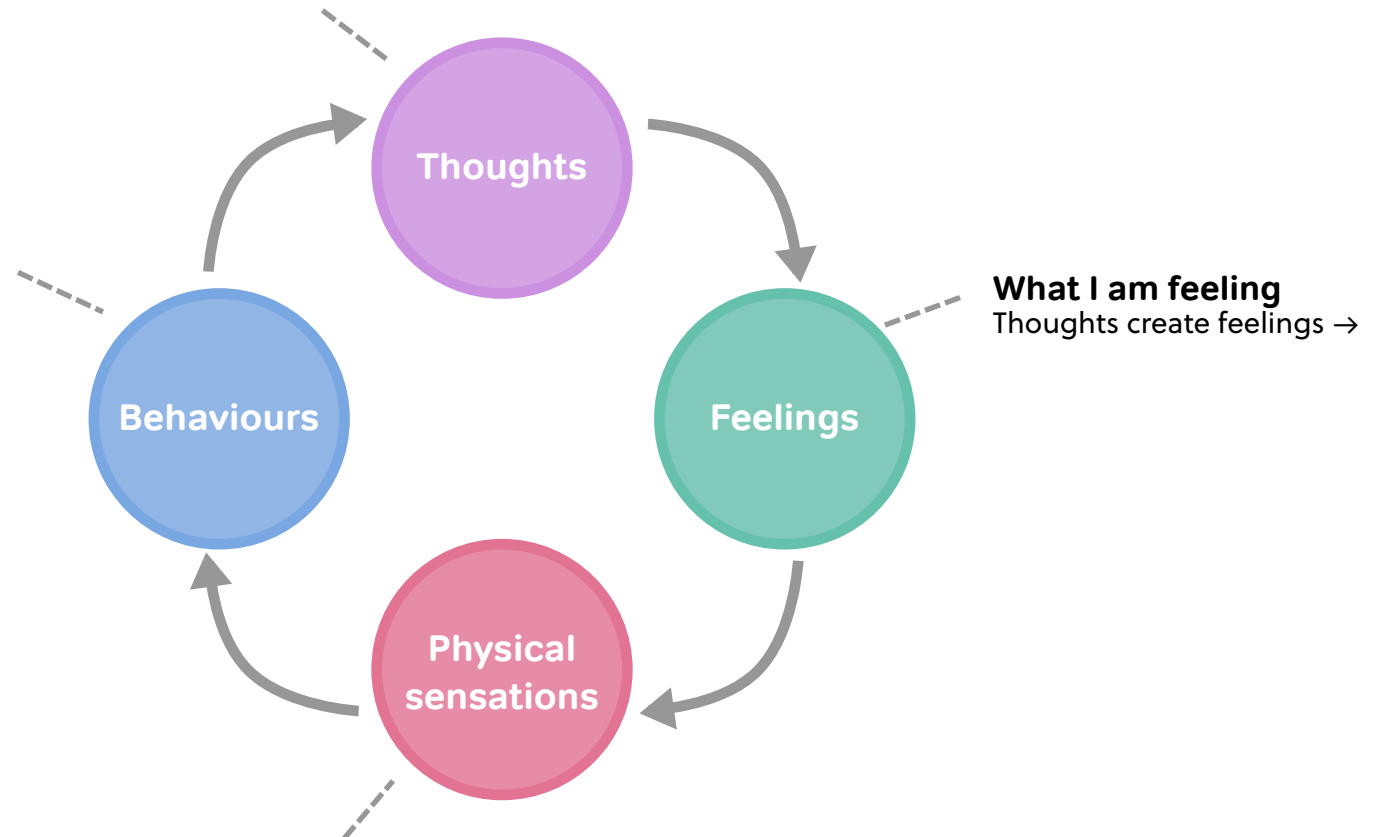 Thoughts
What I am feeling
Thoughts create feelings →
Behaviours
Feelings
Physical
sensations